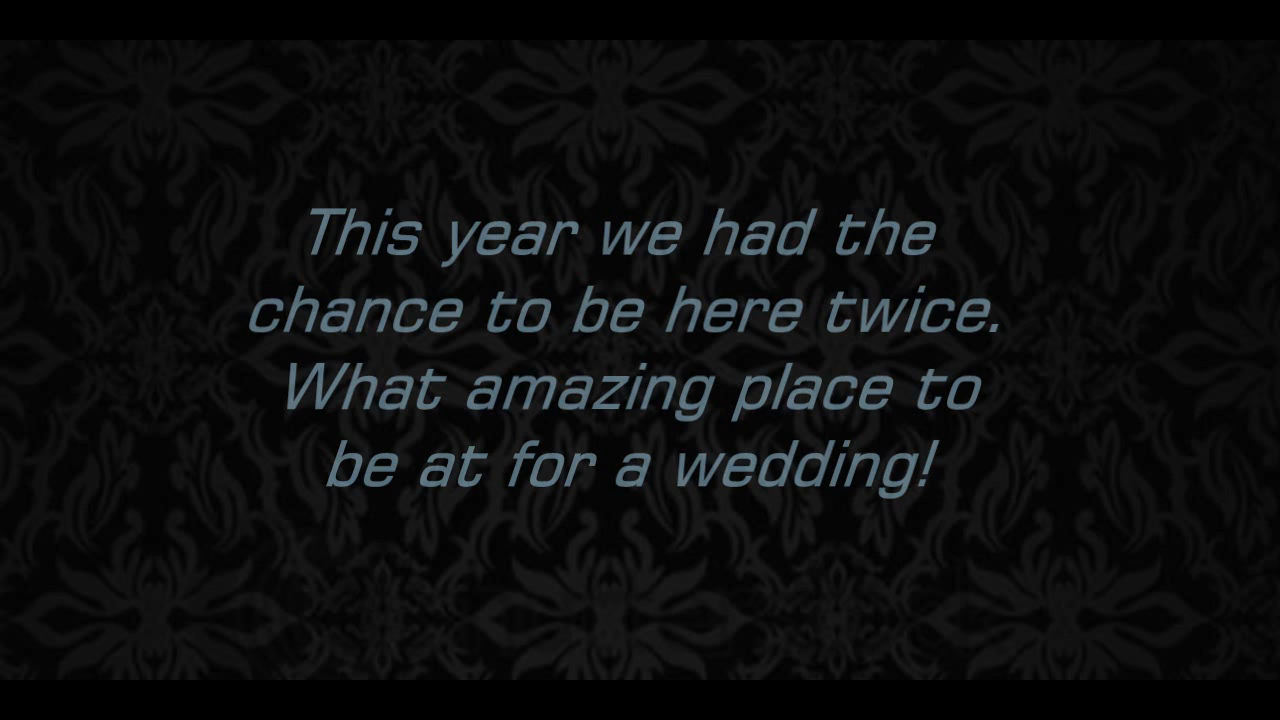 This year we had the
chance to be here twice.
What amazing place to
be at for a wedding!